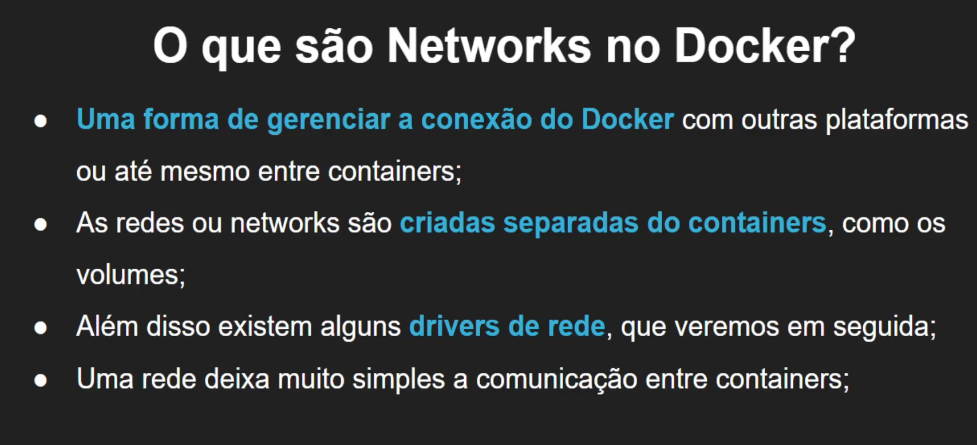 O que são Networks no Docker?
● Uma forma de gerenciar a conexão do Docker com outras plataformas
ou até mesmo entre containers;
● As redes ou networks são criadas separadas do containers, como os
volumes;
● Além disso existem alguns drivers de rede, que veremos em seguida;
● Uma rede deixa muito simples a comunicação entre containers;